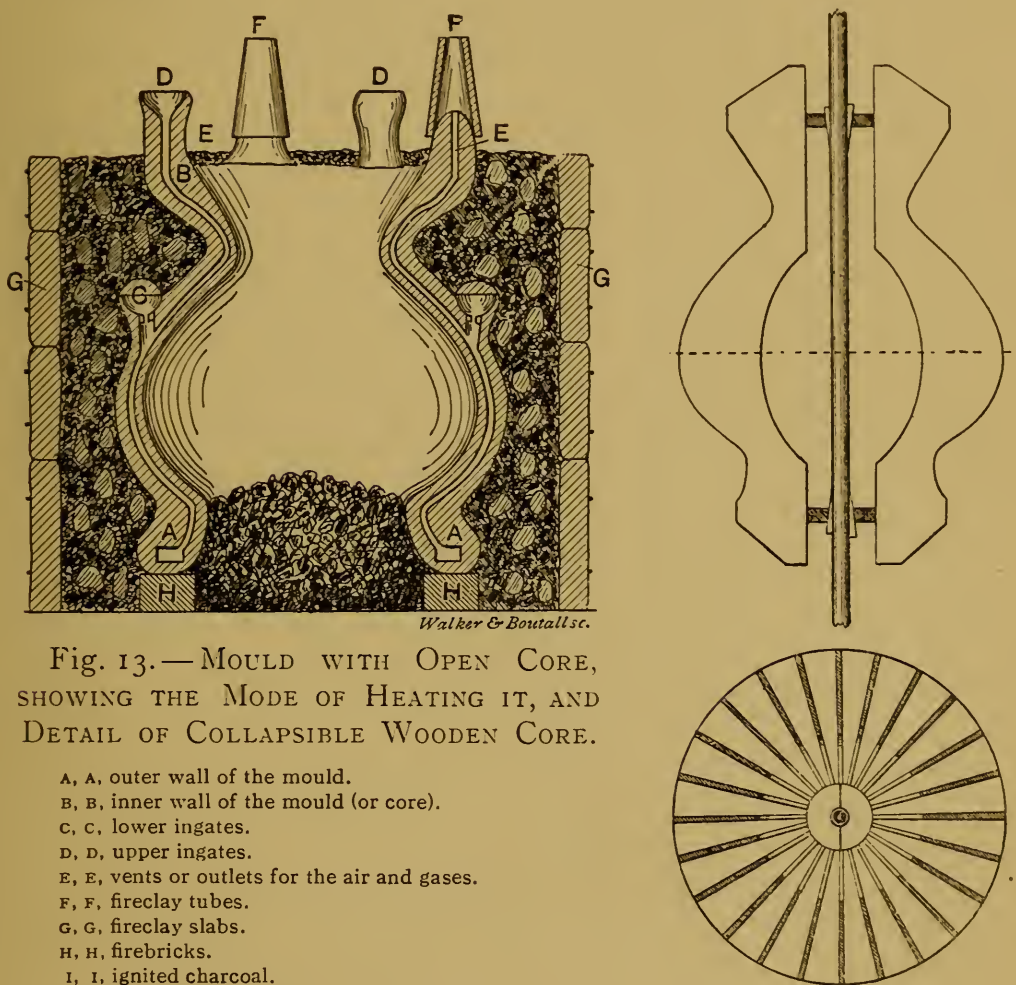 F F
D D
E E
B
G G
C
A A
H H
Walker & Boutall sc.
Fig. 13.—MOULD WITH OPEN CORE,
SHOWING THE MODE OF HEATING IT, AND
DETAIL OF COLLAPSIBLE WOODEN CORE.
A, A, outer wall of the mould.
B, B, inner wall of the mould (or core).
C, C, lower ingates.
D, D, upper ingates.
E, E, vents or outlets for the air and gases.
F, F, fireclay tubes.
G, G, fireclay slabs.
H, H, firebricks.
I, I, ignited charcoal.